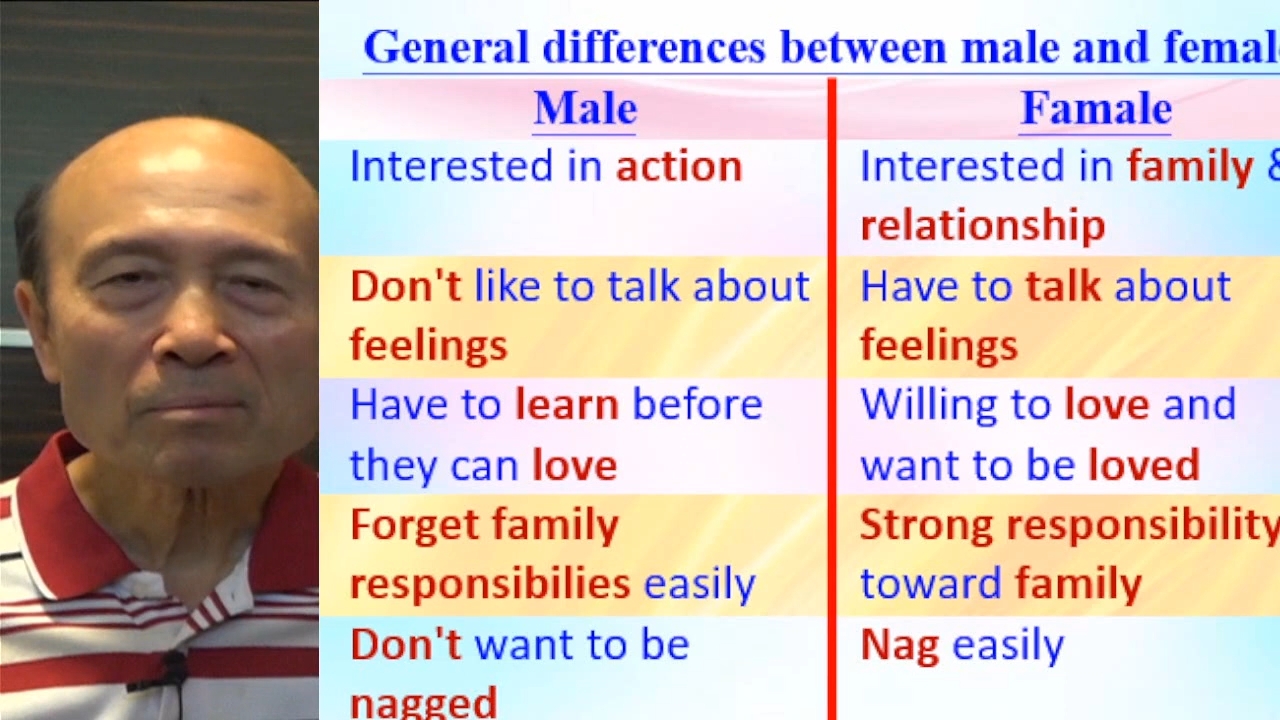 General differences between male and femal
Male
Famale
Interested in action
Interested in family &
relationship
Don't like to talk about
feelings
Have to talk about
feelings
Have to learn before
they can love
Willing to love and
want to be loved
Forget family
responsibilies easily
Strong responsibility
toward family
Don't want to be
nagged
Nag easily